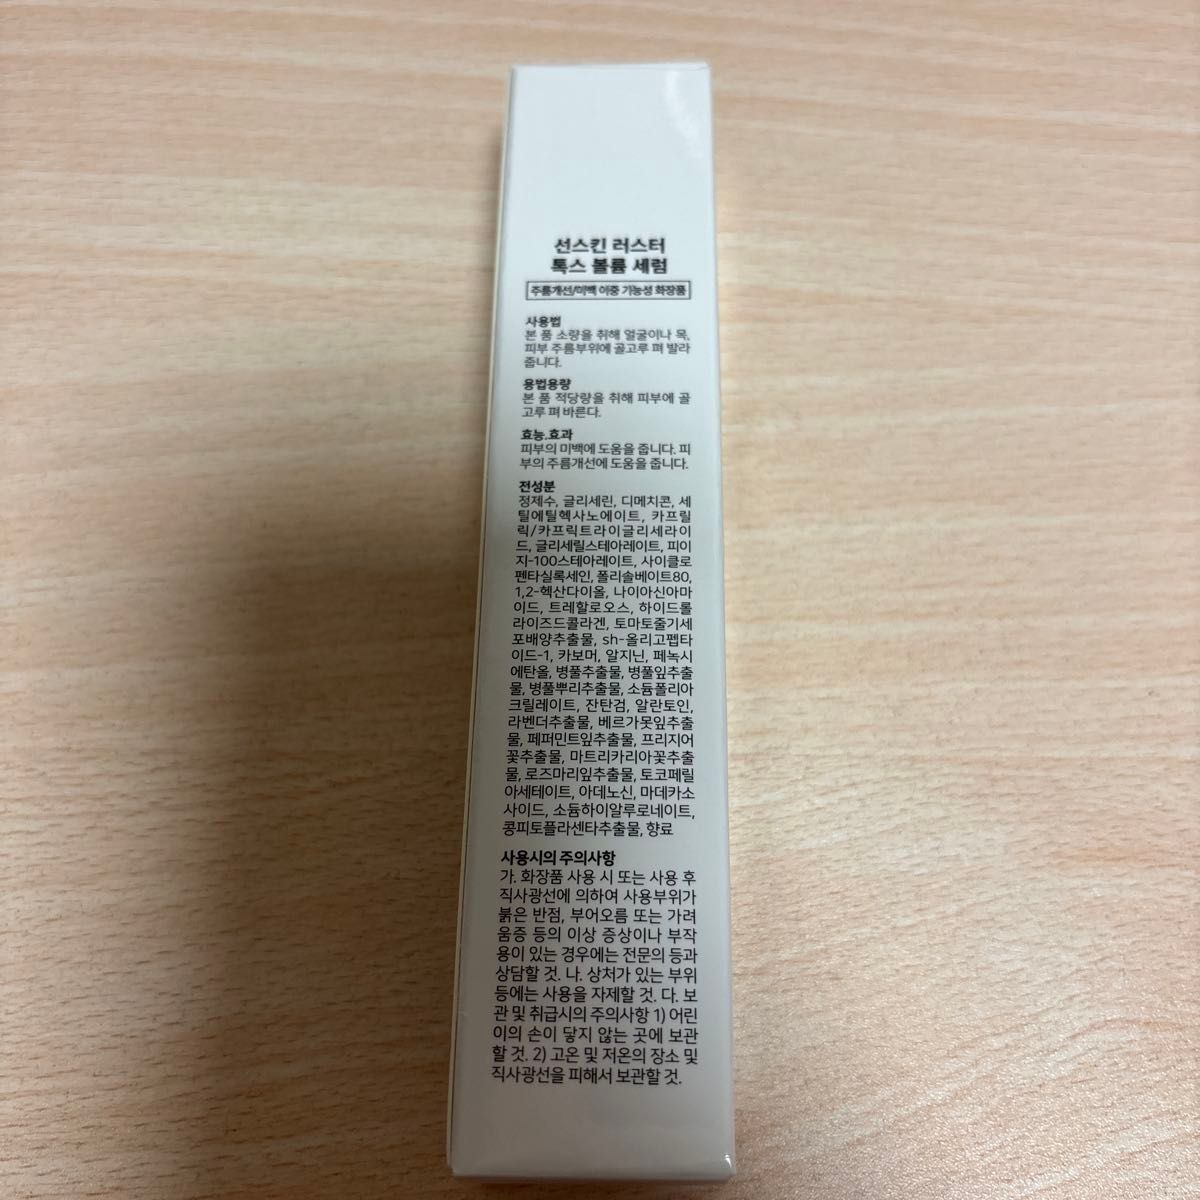 선스킨 러스터
톡스 볼륨 세럼
주름개선/미백 이중 기능성 화장품
사용법
본 품 소량을 취해 얼굴이나 목,
피부 주름부위에 골고루 펴 발라
줍니다.
용법용량
본 품 적당량을 취해 피부에 골
고루 펴 바른다.
효능.효과
피부의 미백에 도움을 줍니다. 피
부의 주름개선에 도움을 줍니다.
전성분
정제수, 글리세린, 디메치콘, 세
틸에틸헥사노에이트, 카프릴
릭/카프릭트라이글리세라이
드, 글리세릴스테아레이트, 피이
지-100스테아레이트, 사이클로
펜타실록세인, 폴리솔베이트80,
1,2-헥산다이올, 나이아신아마
이드, 트레할로오스, 하이드롤
라이즈드콜라겐, 토마토줄기세
포배양추출물, sh-올리고펩타
이드-1, 카보머, 알지닌, 페녹시
에탄올, 병풀추출물, 병풀잎추출
물, 병풀뿌리추출물, 소듐폴리아
크릴레이트, 잔탄검, 알란토인,
라벤더추출물, 베르가못잎추출
물, 페퍼민트잎추출물, 프리지어
꽃추출물, 마트리카리아꽃추출
물, 로즈마리잎추출물, 토코페릴
아세테이트, 아데노신, 마데카소
사이드, 소듐하이알루로네이트,
콩피토플라센타추출물, 향료
사용시의 주의사항
가. 화장품 사용 시 또는 사용 후
직사광선에 의하여 사용부위가
붉은 반점, 부어오름 또는 가려
움증 등의 이상 증상이나 부작
용이 있는 경우에는 전문의 등과
상담할 것. 나. 상처가 있는 부위
등에는 사용을 자제할 것. 다. 보
관 및 취급시의 주의사항 1) 어린
이의 손이 닿지 않는 곳에 보관
할 것. 2) 고온 및 저온의 장소 및
직사광선을 피해서 보관할 것.